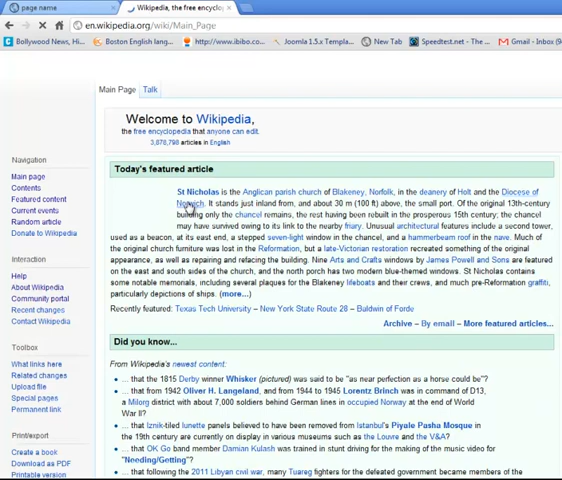 page name
Wikipedia, the free encyclop
en.wikipedia.org/wiki/Main_Page
Bollywood News, Hi... Boston English lang... http://www.ibibo.co... Joomla 1.5.x Templa... New Tab Speedtest.net - The ... Gmail - Inbox (9
Main Page Talk
Welcome to Wikipedia,
the free encyclopedia that anyone can edit.
3,676,798 articles in English
Navigation
Main page
Contents
Featured content
Current events
Random article
Donate to Wikipedia
Interaction
Help
About Wikipedia
Community portal
Recent changes
Contact Wikipedia
Toolbox
What links here
Related changes
Upload file
Special pages
Permanent link
Print/export
Create a book
Download as PDF
Printable version
Today's featured article
St Nicholas is the Anglican parish church of Blakeney, Norfolk, in the deanery of Holt and the Diocese of
Norwich. It stands just inland from, and about 30 m (100 ft) above, the small port. Of the original 13th-century
building only the chancel remains, the rest having been rebuilt in the prosperous 15th century; the chancel
may have survived owing to its link to the nearby friary. Unusual architectural features include a second tower,
used as a beacon, at its east end, a stepped seven-light window in the chancel, and a hammerbeam roof in the nave. Much of
the original church furniture was lost in the Reformation, but a late-Victorian restoration recreated something of the original
appearance, as well as repairing and refacing the building. Nine Arts and Crafts windows by James Powell and Sons are featured
on the east and south sides of the church, and the north porch has two modern blue-themed windows. St Nicholas contains
some notable memorials, including several plaques for the Blakeney lifeboats and their crews, and much pre-Reformation graffiti,
particularly depictions of ships. (more...)
Recently featured: Texas Tech University – New York State Route 28 – Baldwin of Forde
Archive – By email – More featured articles...
Did you know...
From Wikipedia's newest content:
... that the 1815 Derby winner Whisker (pictured) was said to be "as near perfection as a horse could be"?
... that from 1942 Oliver H. Langeland, and from 1944 to 1945 Lorentz Brinch was in command of D13,
a Milorg district with about 7,000 soldiers behind German lines in occupied Norway at the end of World
War II?
... that Iznik-tiled lunette panels believed to have been removed from Istanbul's Piyale Pasha Mosque in
the 19th century are currently on display in various museums such as the Louvre and the V&A?
... that OK Go band member Damian Kulash was trained in stunt driving for the making of the music video for
"Needing/Getting"?
... that following the 2011 Libyan civil war, many Tuareg fighters for the defeated government became members of the